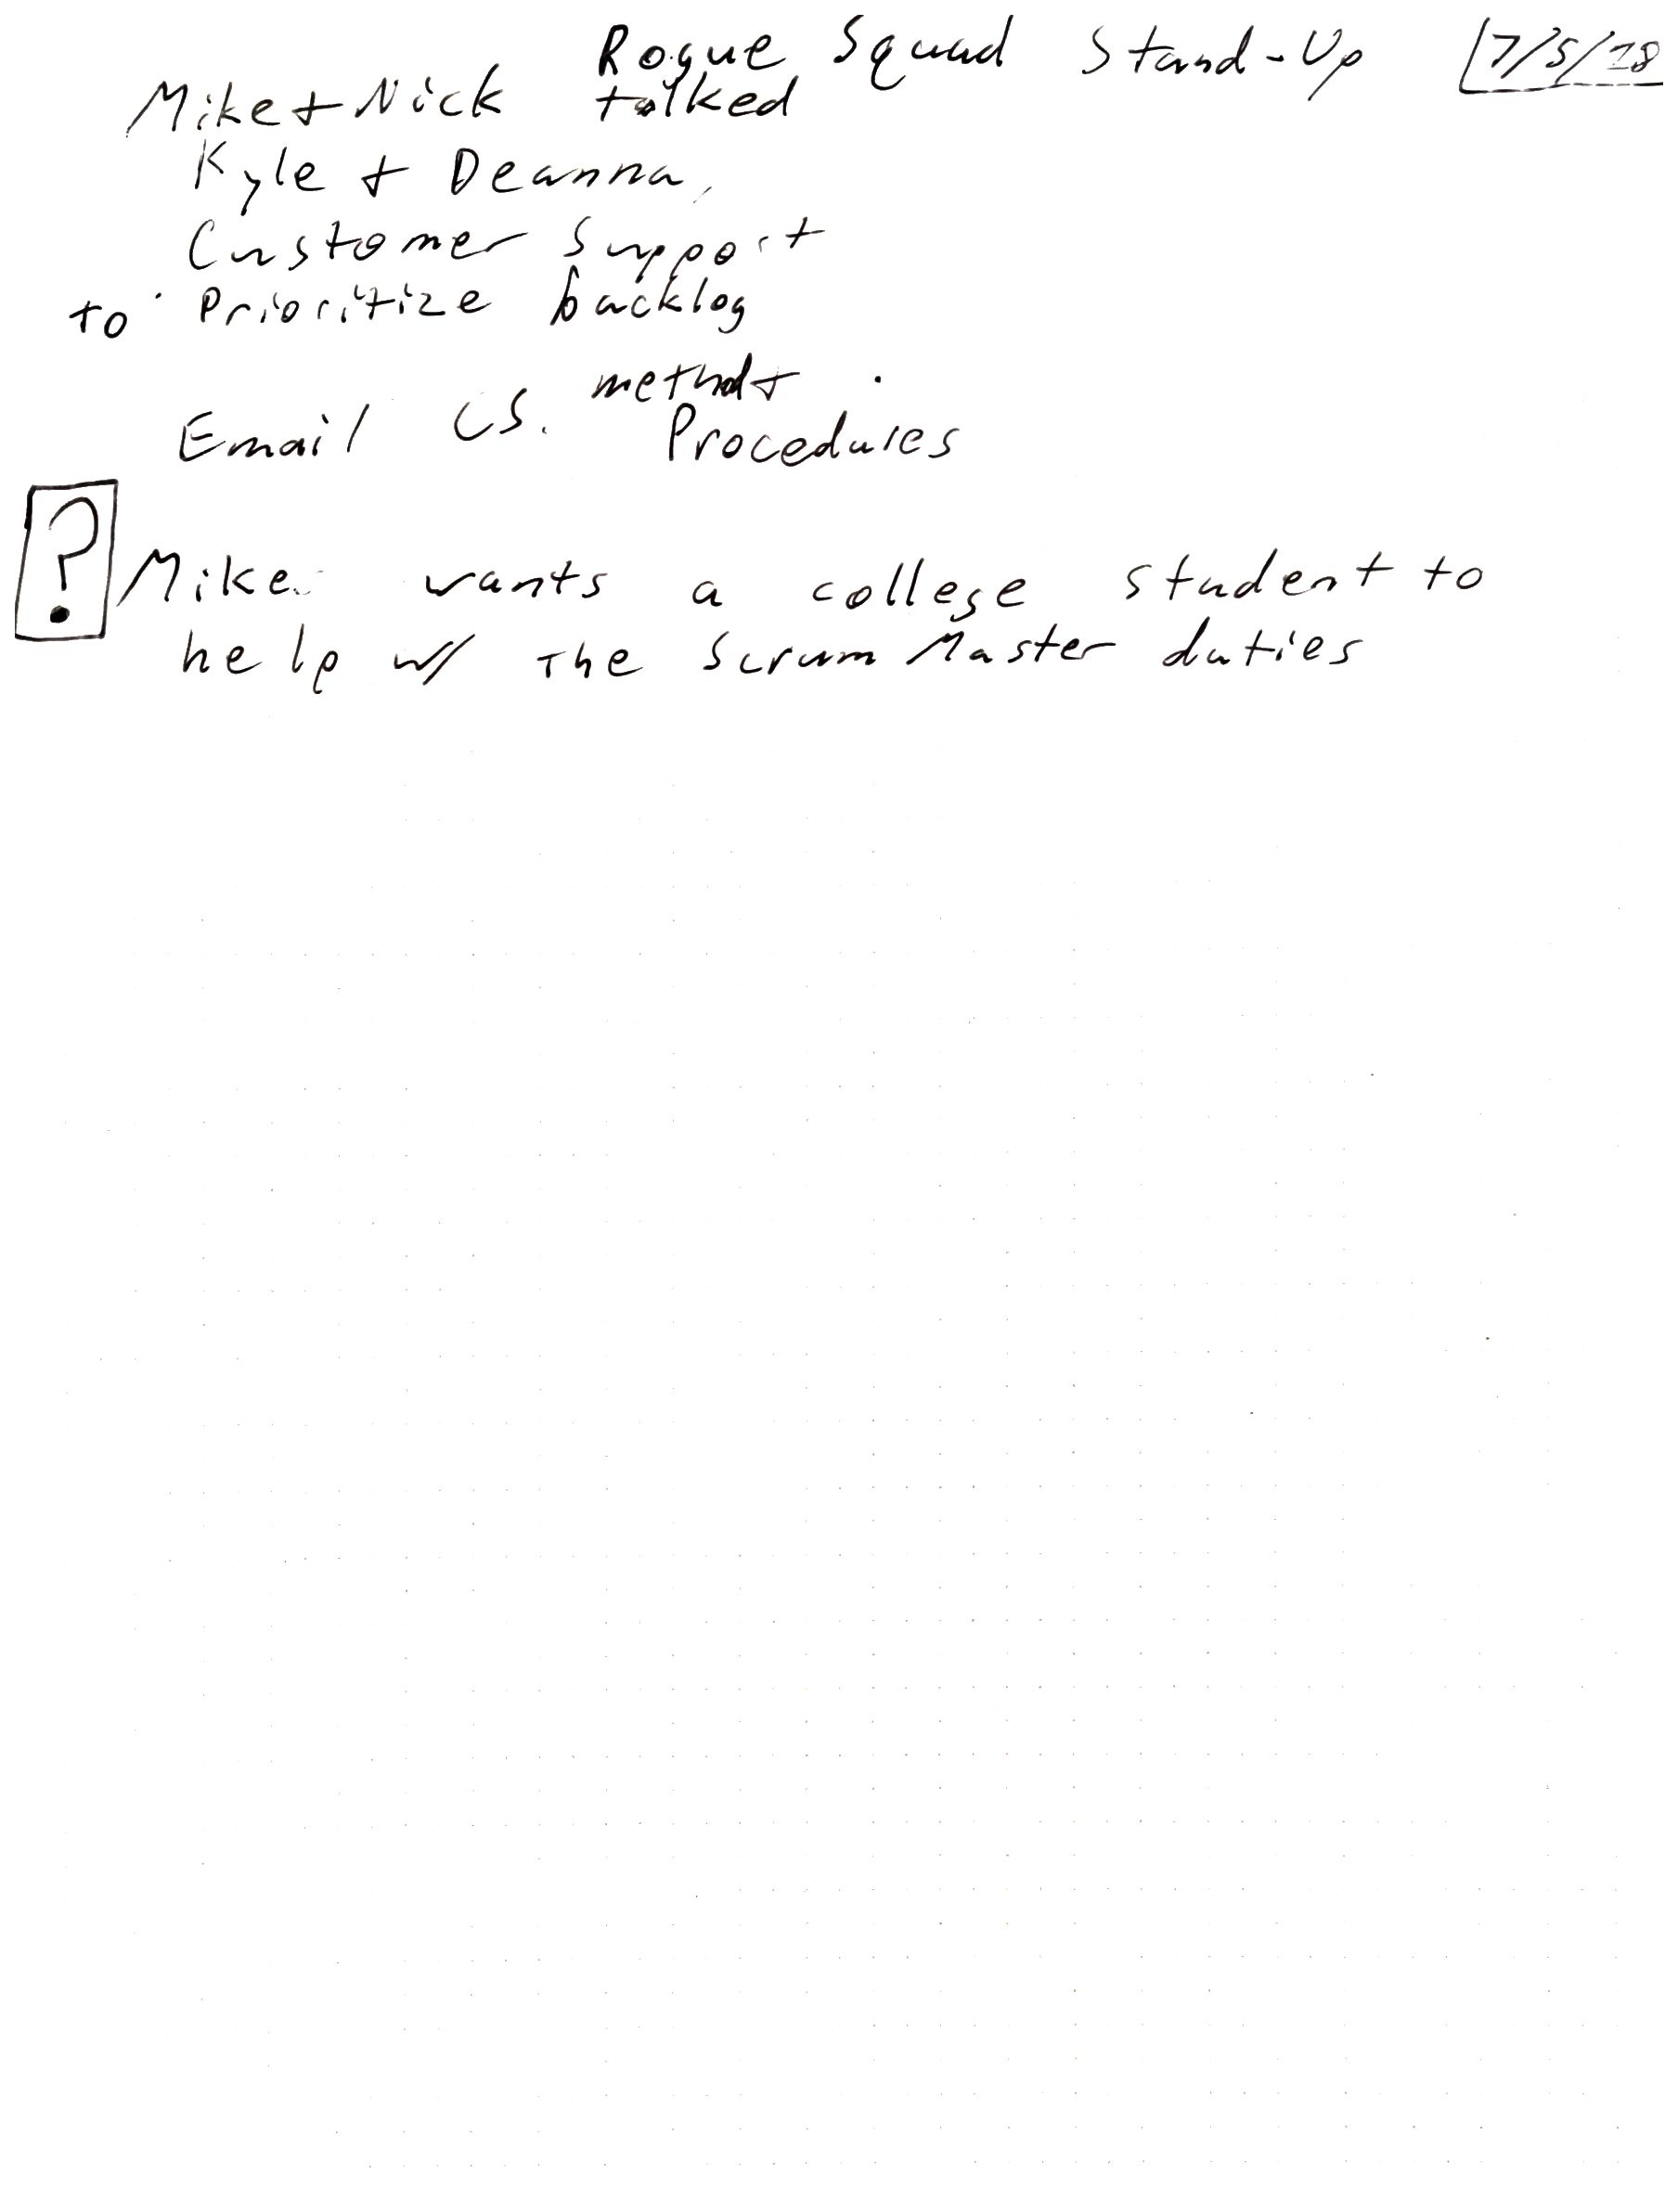 Rogue Squad Stand-Up 7/5/18
Mike + Nick talked
Kyle + Deanna,
Customer Support
to Prioritize backlog
method +
Email CS. Procedures
? Mike wants a college student to
help w/ the Scrum Master duties